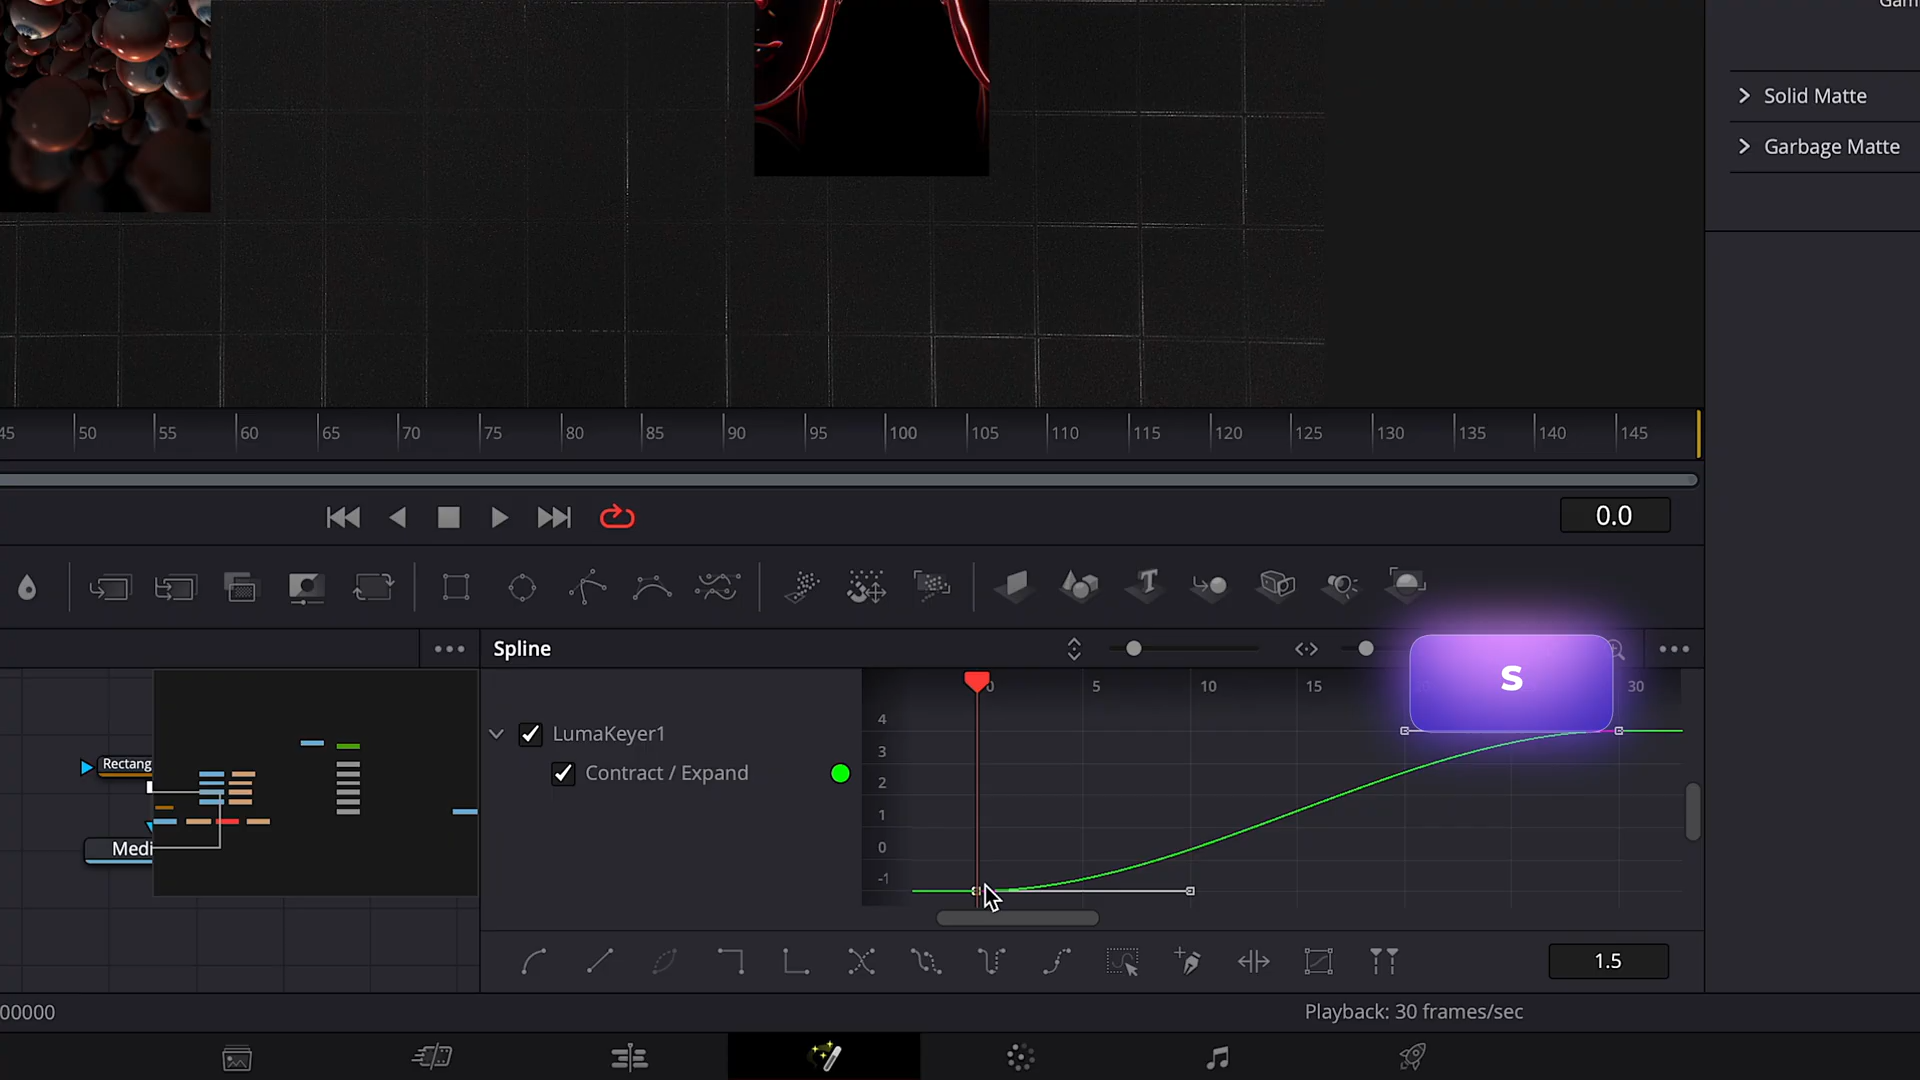 Solid Matte
Garbage Matte
45 50 55 60 65 70 75 80 85 90 95 100 105 110 115 120 125 130 135 140 145
0.0
Spline
S
0 5 10 15 30
4
3
2
1
0
-1
LumaKeyer1
Contract / Expand
Rectang
Medi
1.5
00000
Playback: 30 frames/sec